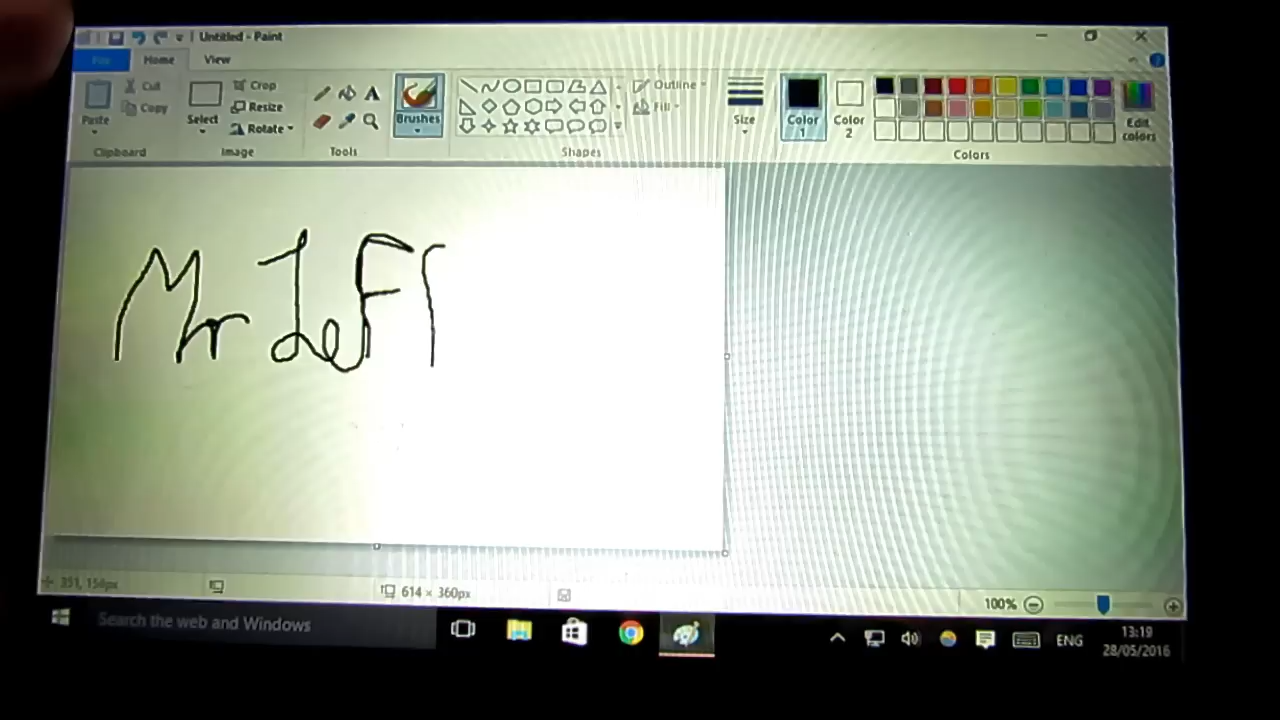 Untitled - Paint
File Home View
Paste Cut Copy Clipboard
Select Crop Resize Rotate Image
Tools
Brushes
Outline Fill Shapes
Size
Color 1 Color 2
Edit colors
Colors
Mr
351, 156px
614 × 360px
100%
Search the web and Windows
ENG
13:19
28/05/2016